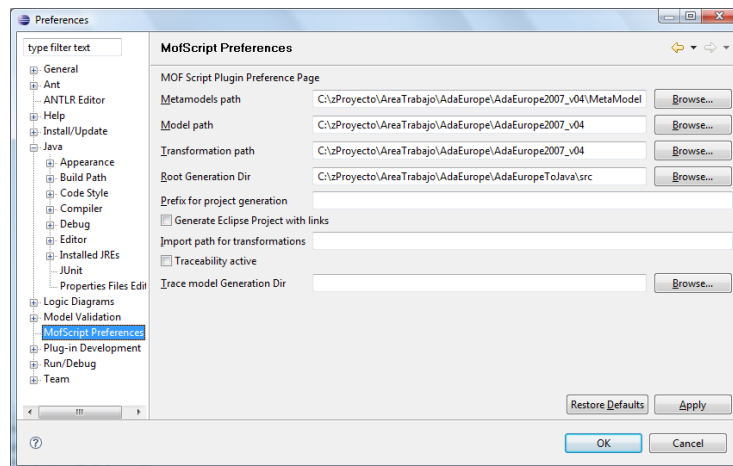 Preferences
type filter text
General
Ant
ANTLR Editor
Help
Install/Update
Java
Appearance
Build Path
Code Style
Compiler
Debug
Editor
Installed JREs
JUnit
Properties Files Edit
Logic Diagrams
Model Validation
MofScript Preferences
Plug-in Development
Run/Debug
Team
MofScript Preferences
MOF Script Plugin Preference Page
Metamodels path C:\zProyecto\AreaTrabajo\AdaEurope\AdaEurope2007_v04\MetaModel Browse...
Model path C:\zProyecto\AreaTrabajo\AdaEurope\AdaEurope2007_v04 Browse...
Transformation path C:\zProyecto\AreaTrabajo\AdaEurope\AdaEurope2007_v04 Browse...
Root Generation Dir C:\zProyecto\AreaTrabajo\AdaEurope\AdaEuropeToJava\src Browse...
Prefix for project generation
Generate Eclipse Project with links
Import path for transformations
Traceability active
Trace model Generation Dir Browse...
Restore Defaults Apply
OK Cancel